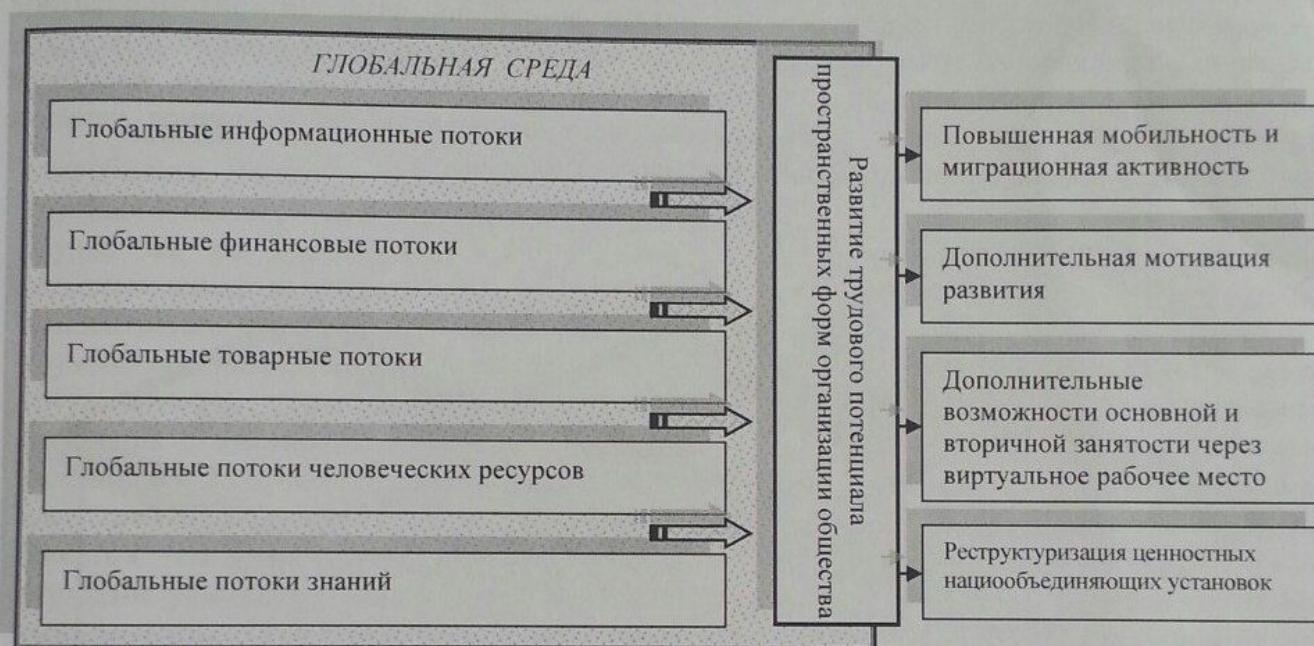 ГЛОБАЛЬНАЯ СРЕДА
Глобальные информационные потоки
Глобальные финансовые потоки
Глобальные товарные потоки
Глобальные потоки человеческих ресурсов
Глобальные потоки знаний
Развитие трудового потенциала
пространственных форм организации общества
Повышенная мобильность и
миграционная активность
Дополнительная мотивация
развития
Дополнительные
возможности основной и
вторичной занятости через
виртуальное рабочее место
Реструктуризация ценностных
нациообъединяющих установок